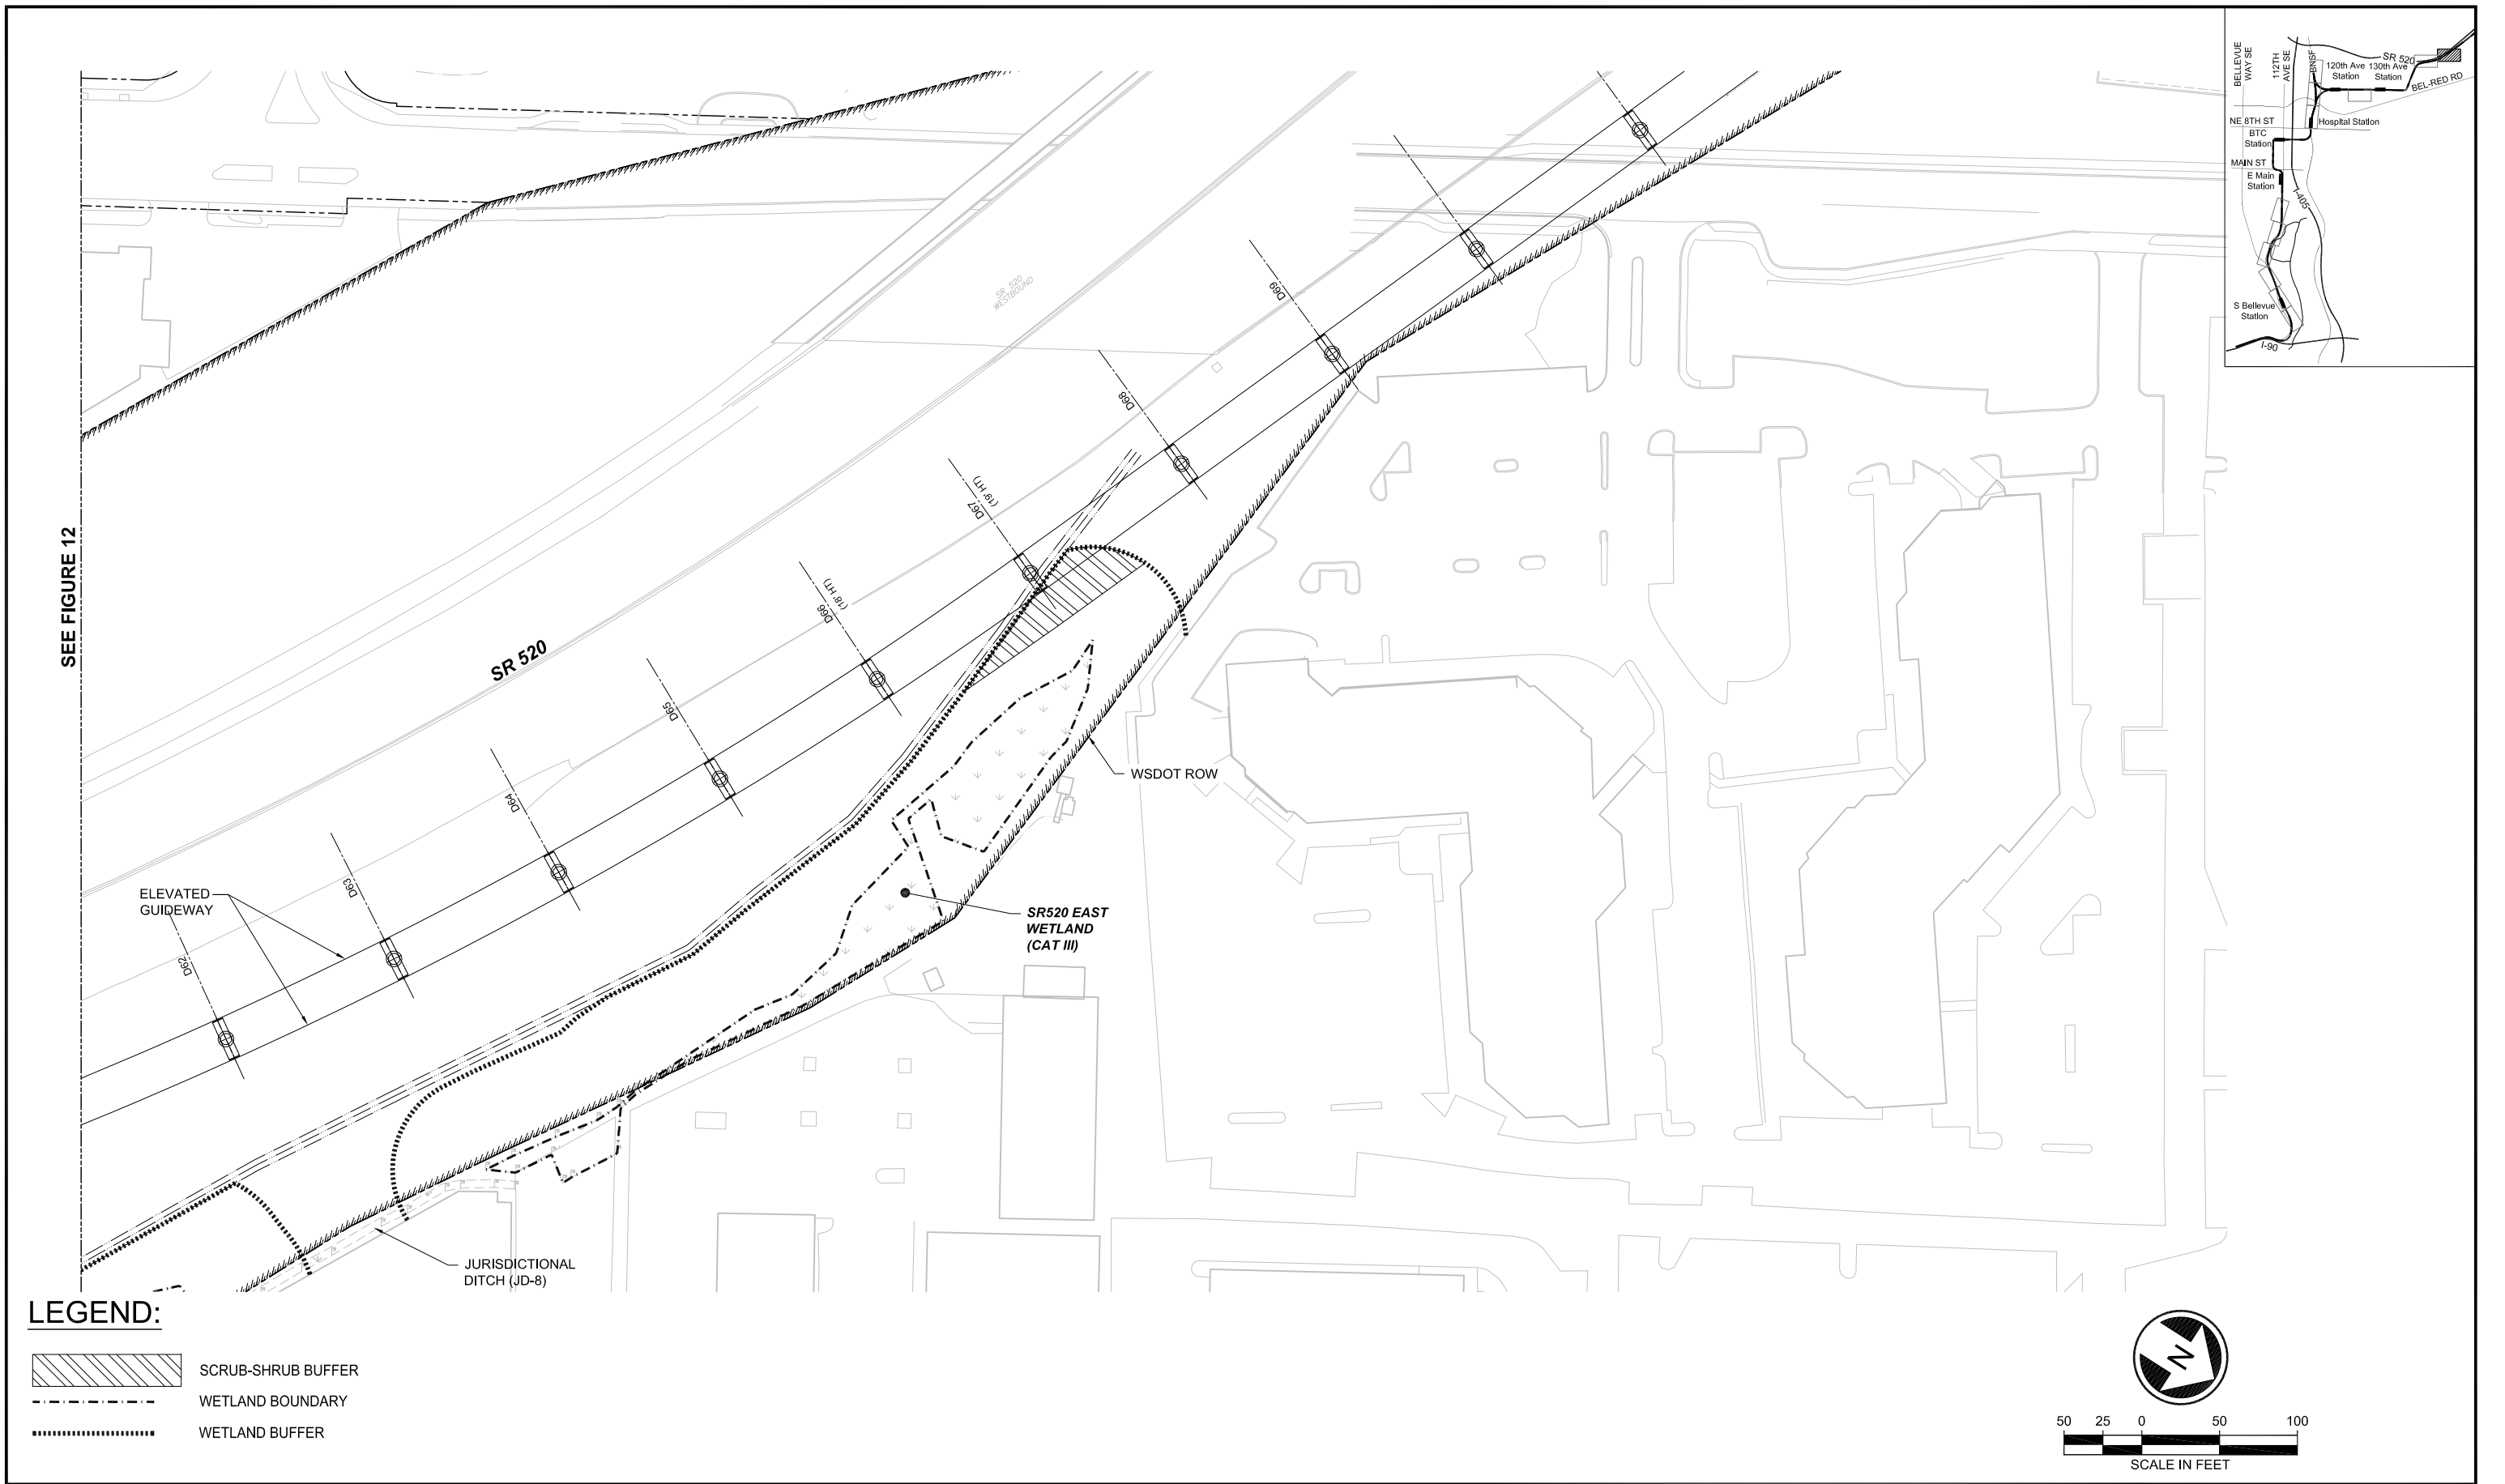 BELLEVUE
WAY SE
112TH
AVE SE
BNSF
SR 520
120th Ave
Station
130th Ave
Station
BEL-RED RD
NE 8TH ST
Hospital Station
BTC
Station
MAIN ST
E Main
Station
I-405
S Bellevue
Station
I-90
SEE FIGURE 12
SR 520
WESTBOUND
SR 520
D69
D68
D67
(19' HT)
D66
(18' HT)
D65
D64
D63
D62
ELEVATED
GUIDEWAY
WSDOT ROW
SR520 EAST
WETLAND
(CAT III)
JURISDICTIONAL
DITCH (JD-8)
LEGEND:
SCRUB-SHRUB BUFFER
WETLAND BOUNDARY
WETLAND BUFFER
N
50 25 0 50 100
SCALE IN FEET